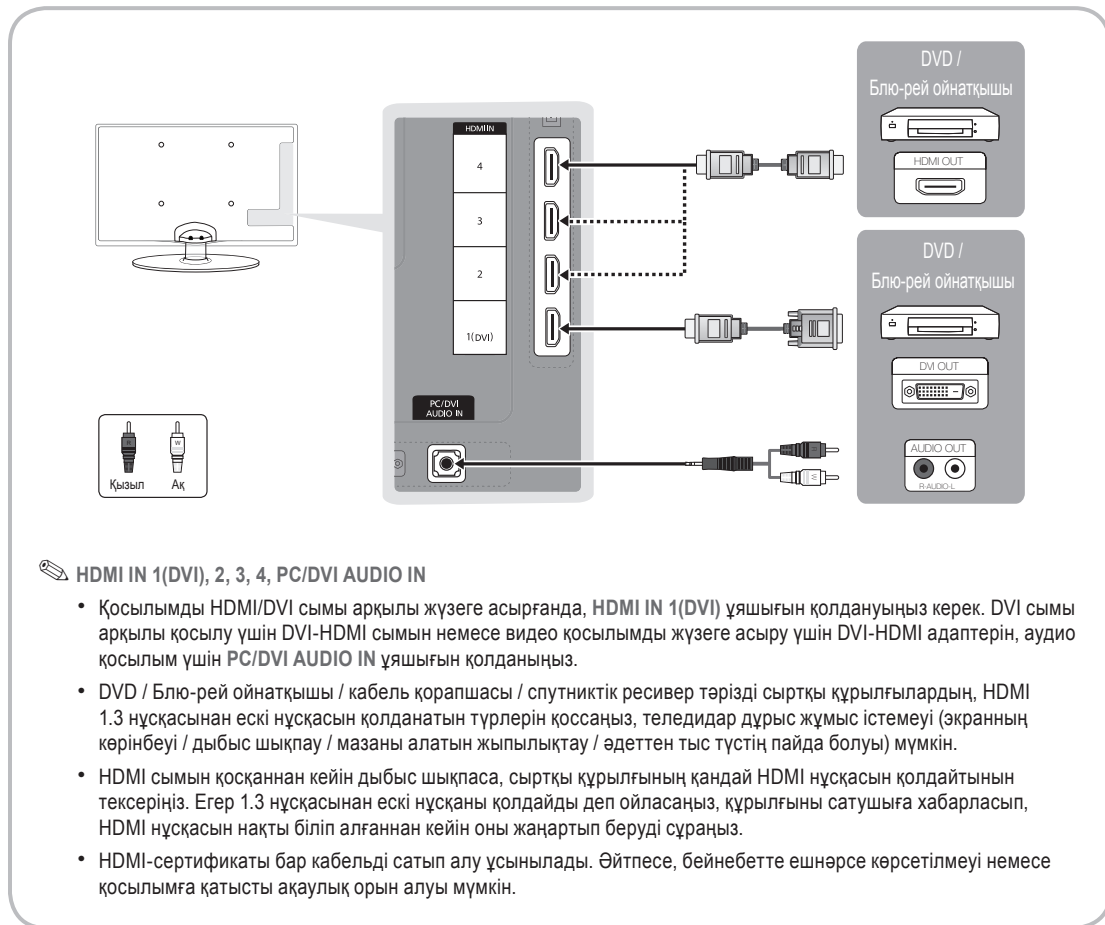 DVD /
Блю-рей ойнатқышы
HDMI OUT
HDMI IN
4
3
2
1(DVI)
PC/DVI
AUDIO IN
DVD /
Блю-рей ойнатқышы
DVI OUT
AUDIO OUT
R-AUDIO-L
R
W
R
W
Қызыл
Ақ
HDMI IN 1(DVI), 2, 3, 4, PC/DVI AUDIO IN
• Қосылымды HDMI/DVI сымы арқылы жүзеге асырғанда, HDMI IN 1(DVI) ұяшығын қолдануыңыз керек. DVI сымы
арқылы қосылу үшін DVI-HDMI сымын немесе видео қосылымды жүзеге асыру үшін DVI-HDMI адаптерін, аудио
қосылым үшін PC/DVI AUDIO IN ұяшығын қолданыңыз.
• DVD / Блю-рей ойнатқышы / кабель қорапшасы / спутниктік ресивер тәрізді сыртқы құрылғылардың, HDMI
1.3 нұсқасынан ескі нұсқасын қолданатын түрлерін қоссаңыз, теледидар дұрыс жұмыс істемеуі (экранның
көрінбеуі / дыбыс шықпау / мазаны алатын жыпылықтау / әдеттен тыс түстің пайда болуы) мүмкін.
• HDMI сымын қосқаннан кейін дыбыс шықпаса, сыртқы құрылғының қандай HDMI нұсқасын қолдайтынын
тексеріңіз. Егер 1.3 нұсқасынан ескі нұсқаны қолдайды деп ойласаңыз, құрылғыны сатушыға хабарласып,
HDMI нұсқасын нақты біліп алғаннан кейін оны жаңартып беруді сұраңыз.
• HDMI-сертификаты бар кабельді сатып алу ұсынылады. Әйтпесе, бейнебетте ешнәрсе көрсетілмеуі немесе
қосылымға қатысты ақаулық орын алуы мүмкін.